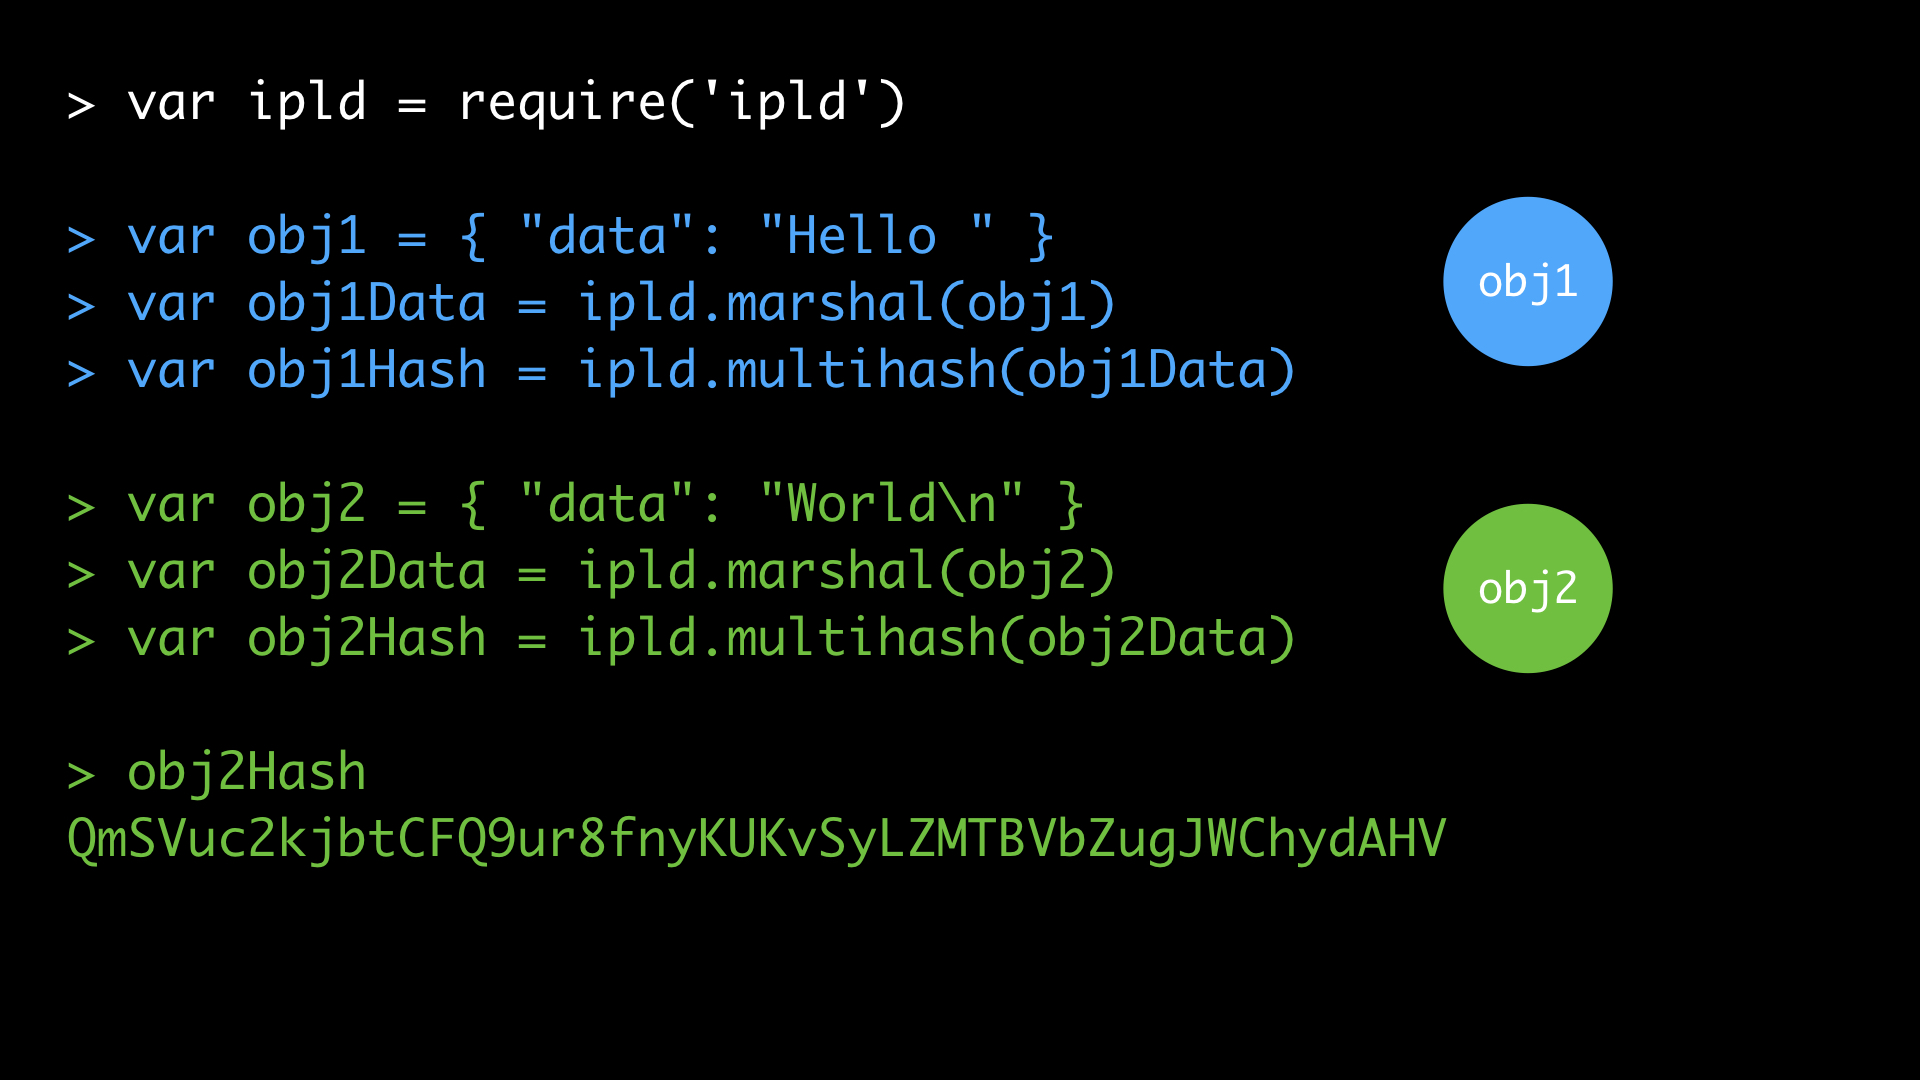 > var ipld = require('ipld')
> var obj1 = { "data": "Hello " }
> var obj1Data = ipld.marshal(obj1)
> var obj1Hash = ipld.multihash(obj1Data)
obj1
> var obj2 = { "data": "World\n" }
> var obj2Data = ipld.marshal(obj2)
> var obj2Hash = ipld.multihash(obj2Data)
obj2
> obj2Hash
QmSVuc2kjbtCFQ9ur8fnyKUKvSyLZMTBVbZugJWChydAHV